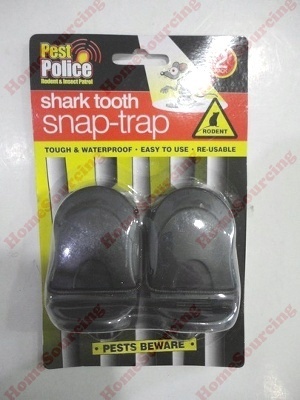 Pest
Police
Rodent & Insect Patrol
2
shark tooth
snap-trap
RODENT
TOUGH & WATERPROOF • EASY TO USE • RE-USABLE
• PESTS BEWARE •
HomeSourcing